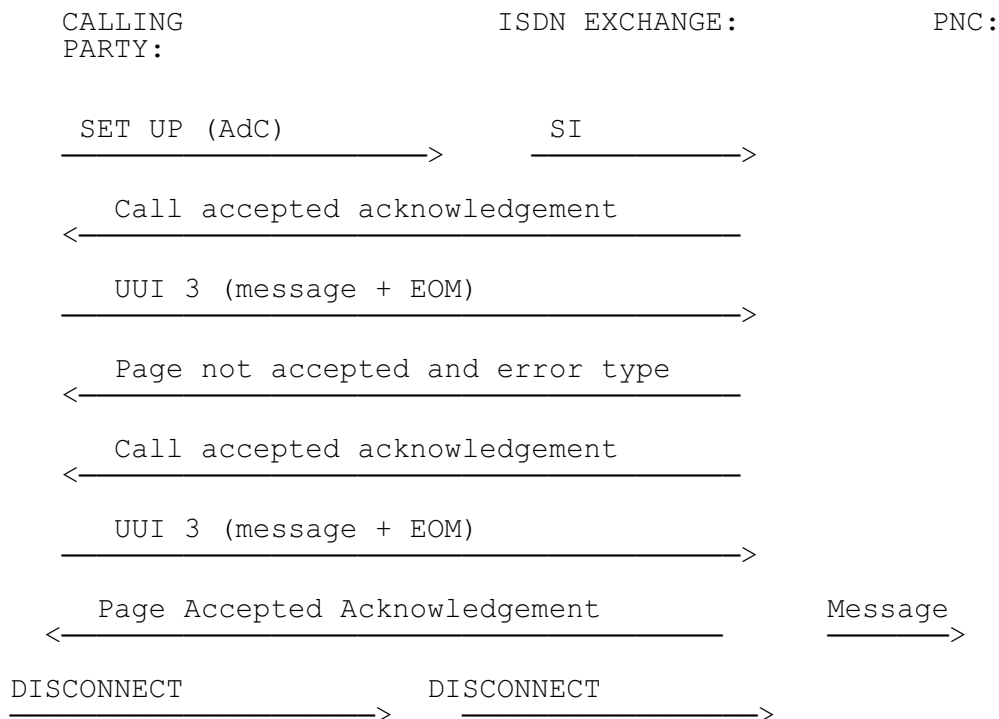 CALLING ISDN EXCHANGE: PNC:
PARTY:
SET UP (AdC) SI
Call accepted acknowledgement
UUI 3 (message + EOM)
Page not accepted and error type
Call accepted acknowledgement
UUI 3 (message + EOM)
Page Accepted Acknowledgement Message
DISCONNECT DISCONNECT